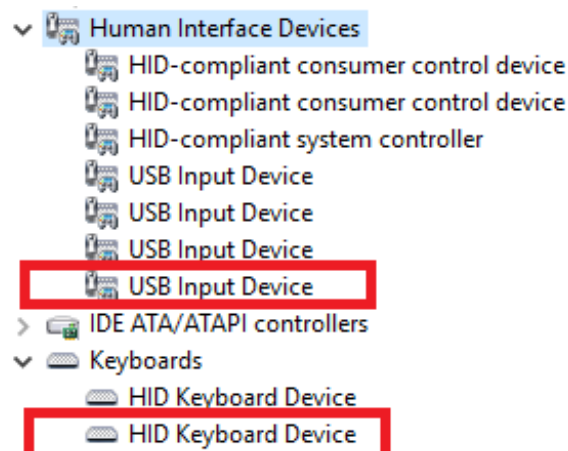 Human Interface Devices
HID-compliant consumer control device
HID-compliant consumer control device
HID-compliant system controller
USB Input Device
USB Input Device
USB Input Device
USB Input Device
IDE ATA/ATAPI controllers
Keyboards
HID Keyboard Device
HID Keyboard Device